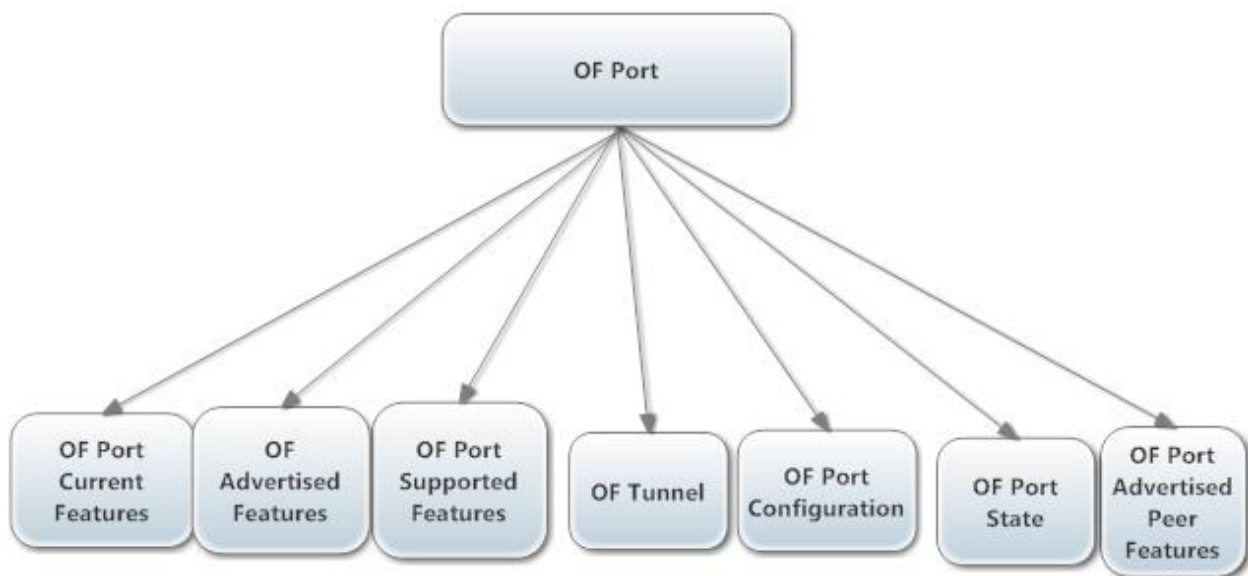 OF Port
OF Port
Current
Features
OF
Advertised
Features
OF Port
Supported
Features
OF Tunnel
OF Port
Configuration
OF Port
State
OF Port
Advertised
Peer
Features